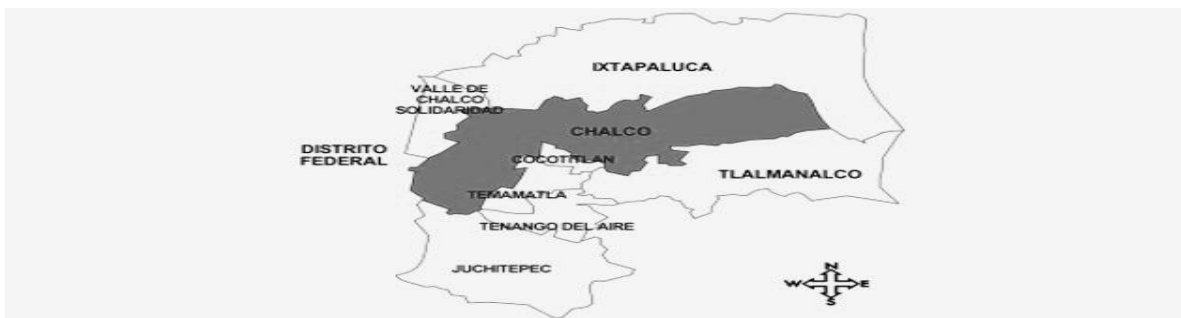 IXTAPALUCA
VALLE DE
CHALCO
SOLIDARIDAD
CHALCO
DISTRITO
FEDERAL
COCOTITLAN
TLALMANALCO
TEMAMATLA
TENANGO DEL AIRE
JUCHITEPEC
N
W E
S